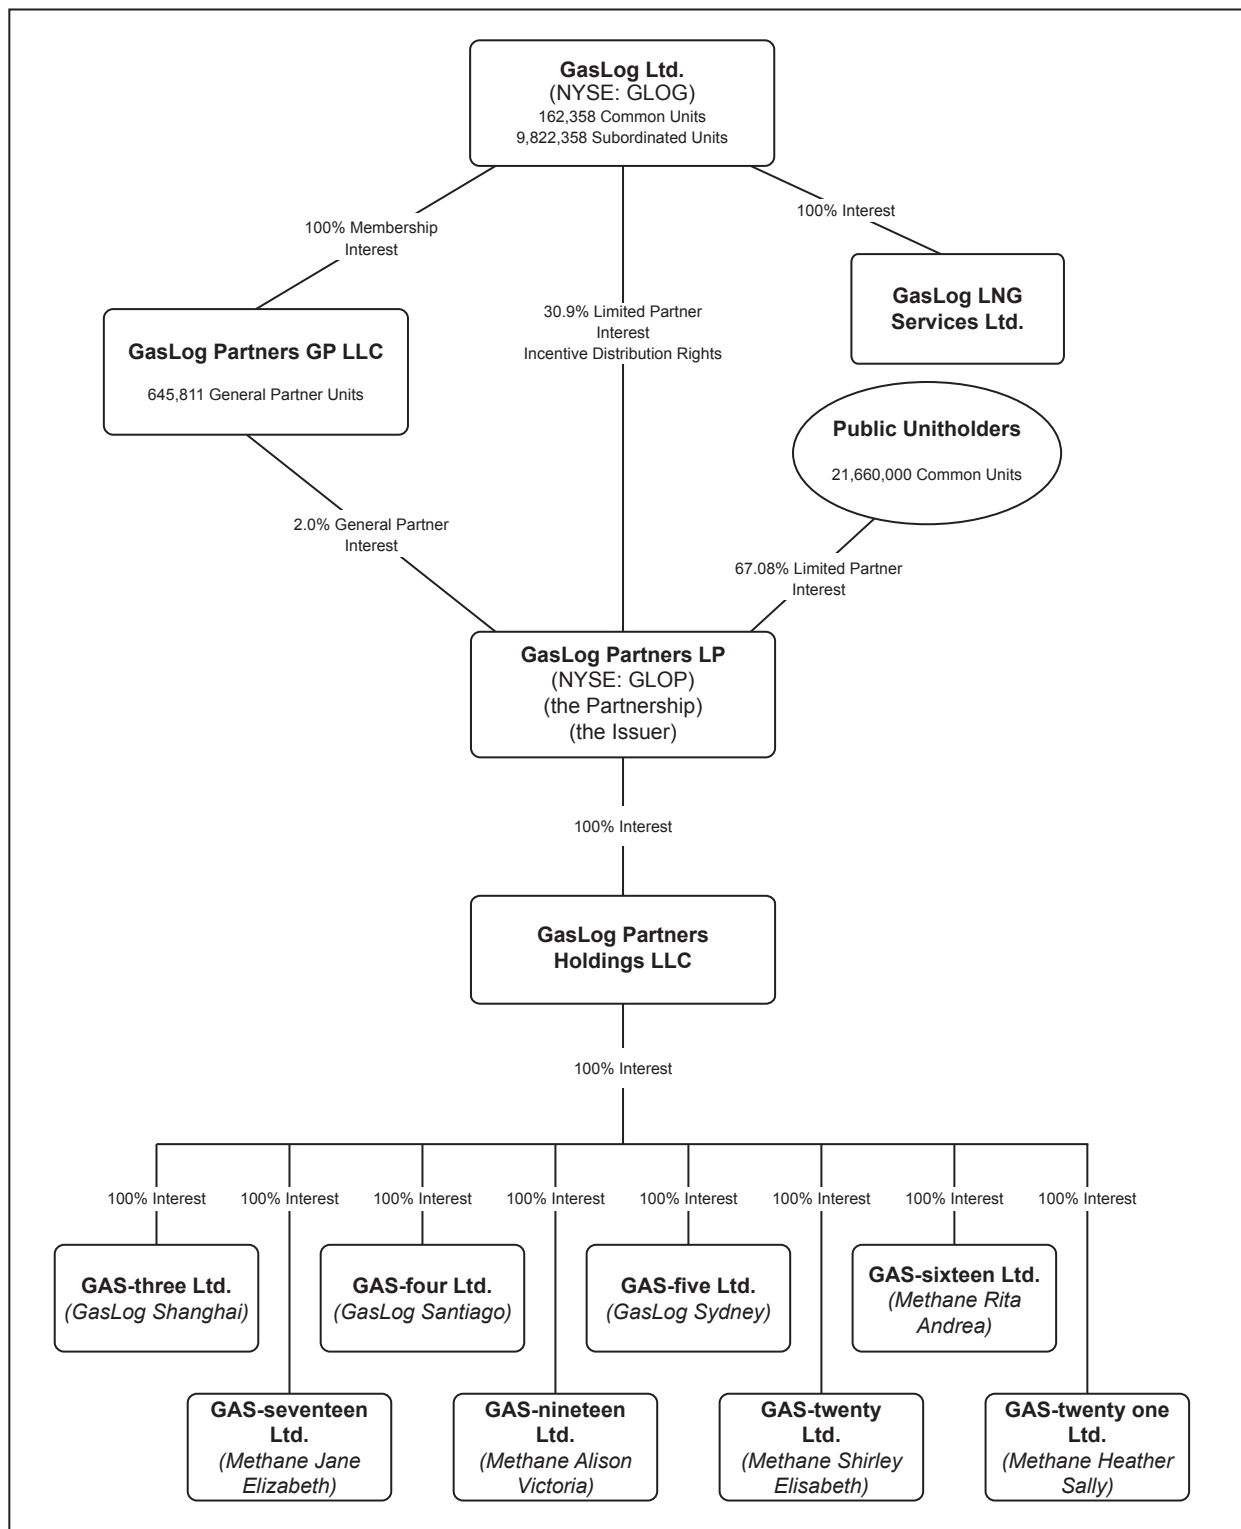 GasLog Ltd.
(NYSE: GLOG)
162,358 Common Units
9,822,358 Subordinated Units
100% Membership
Interest
100% Interest
30.9% Limited Partner
Interest
Incentive Distribution Rights
GasLog LNG
Services Ltd.
GasLog Partners GP LLC
645,811 General Partner Units
Public Unitholders
21,660,000 Common Units
2.0% General Partner
Interest
67.08% Limited Partner
Interest
GasLog Partners LP
(NYSE: GLOP)
(the Partnership)
(the Issuer)
100% Interest
GasLog Partners
Holdings LLC
100% Interest
100% Interest
100% Interest
100% Interest
100% Interest
100% Interest
100% Interest
100% Interest
100% Interest
GAS-three Ltd.
(GasLog Shanghai)
GAS-four Ltd.
(GasLog Santiago)
GAS-five Ltd.
(GasLog Sydney)
GAS-sixteen Ltd.
(Methane Rita
Andrea)
GAS-seventeen
Ltd.
(Methane Jane
Elizabeth)
GAS-nineteen
Ltd.
(Methane Alison
Victoria)
GAS-twenty
Ltd.
(Methane Shirley
Elisabeth)
GAS-twenty one
Ltd.
(Methane Heather
Sally)